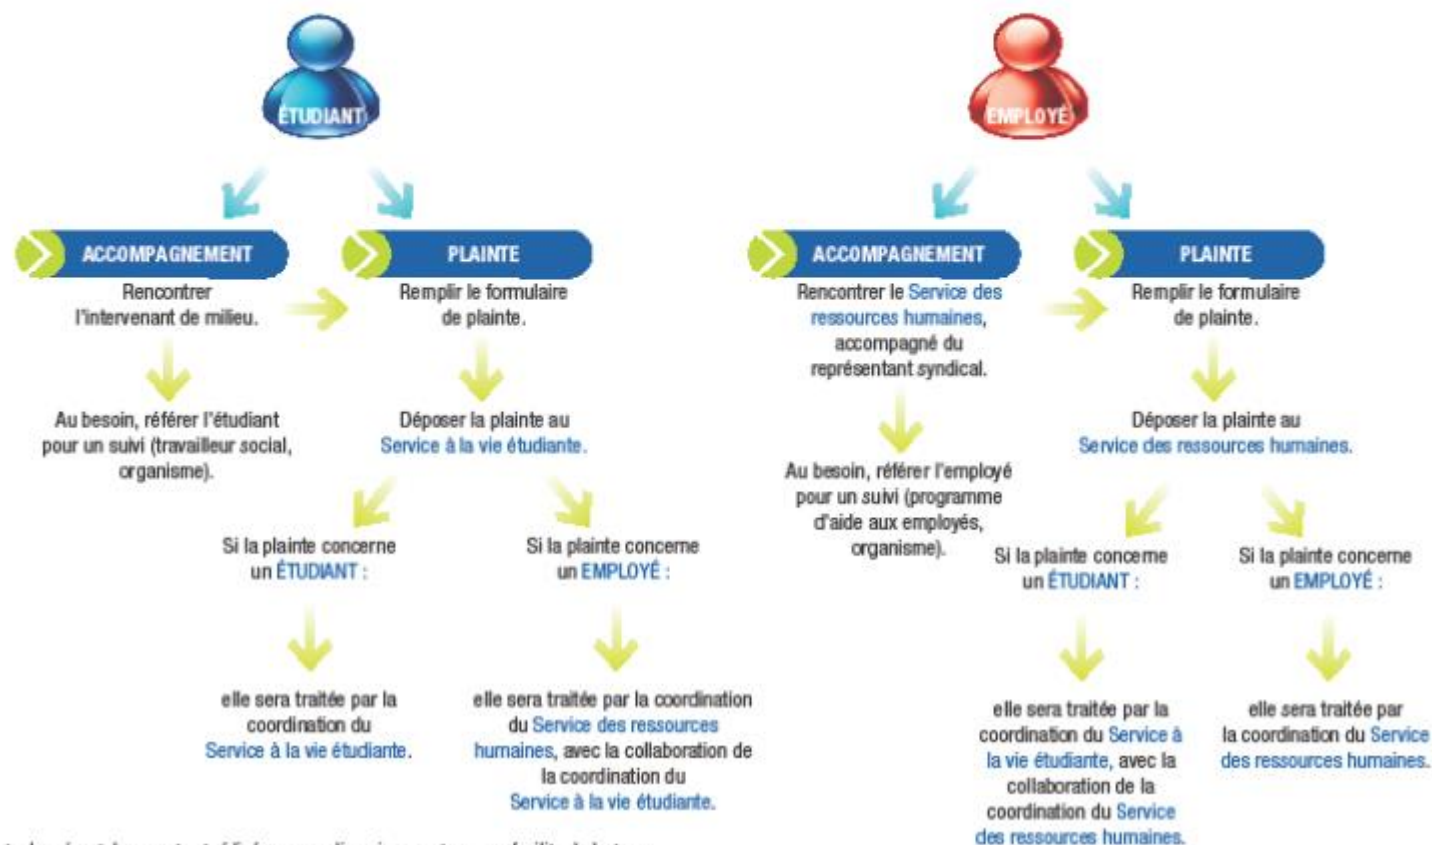 ÉTUDIANT
ACCOMPAGNEMENT
Rencontrer
l'intervenant de milieu.
Au besoin, référer l'étudiant
pour un suivi (travailleur social,
organisme).
PLAINTE
Remplir le formulaire
de plainte.
Déposer la plainte au
Service à la vie étudiante.
Si la plainte concerne
un ÉTUDIANT :
elle sera traitée par la
coordination du
Service à la vie étudiante.
Si la plainte concerne
un EMPLOYÉ :
elle sera traitée par la coordination
du Service des ressources
humaines, avec la collaboration de
la coordination du
Service à la vie étudiante.
EMPLOYÉ
ACCOMPAGNEMENT
Rencontrer le Service des
ressources humaines,
accompagné du
représentant syndical.
Au besoin, référer l'employé
pour un suivi (programme
d'aide aux employés,
organisme).
PLAINTE
Remplir le formulaire
de plainte.
Déposer la plainte au
Service des ressources humaines.
Si la plainte concerne
un ÉTUDIANT :
elle sera traitée par la
coordination du Service à
la vie étudiante, avec la
collaboration de la
coordination du Service
des ressources humaines.
Si la plainte concerne
un EMPLOYÉ :
elle sera traitée par
la coordination du Service
des ressources humaines.